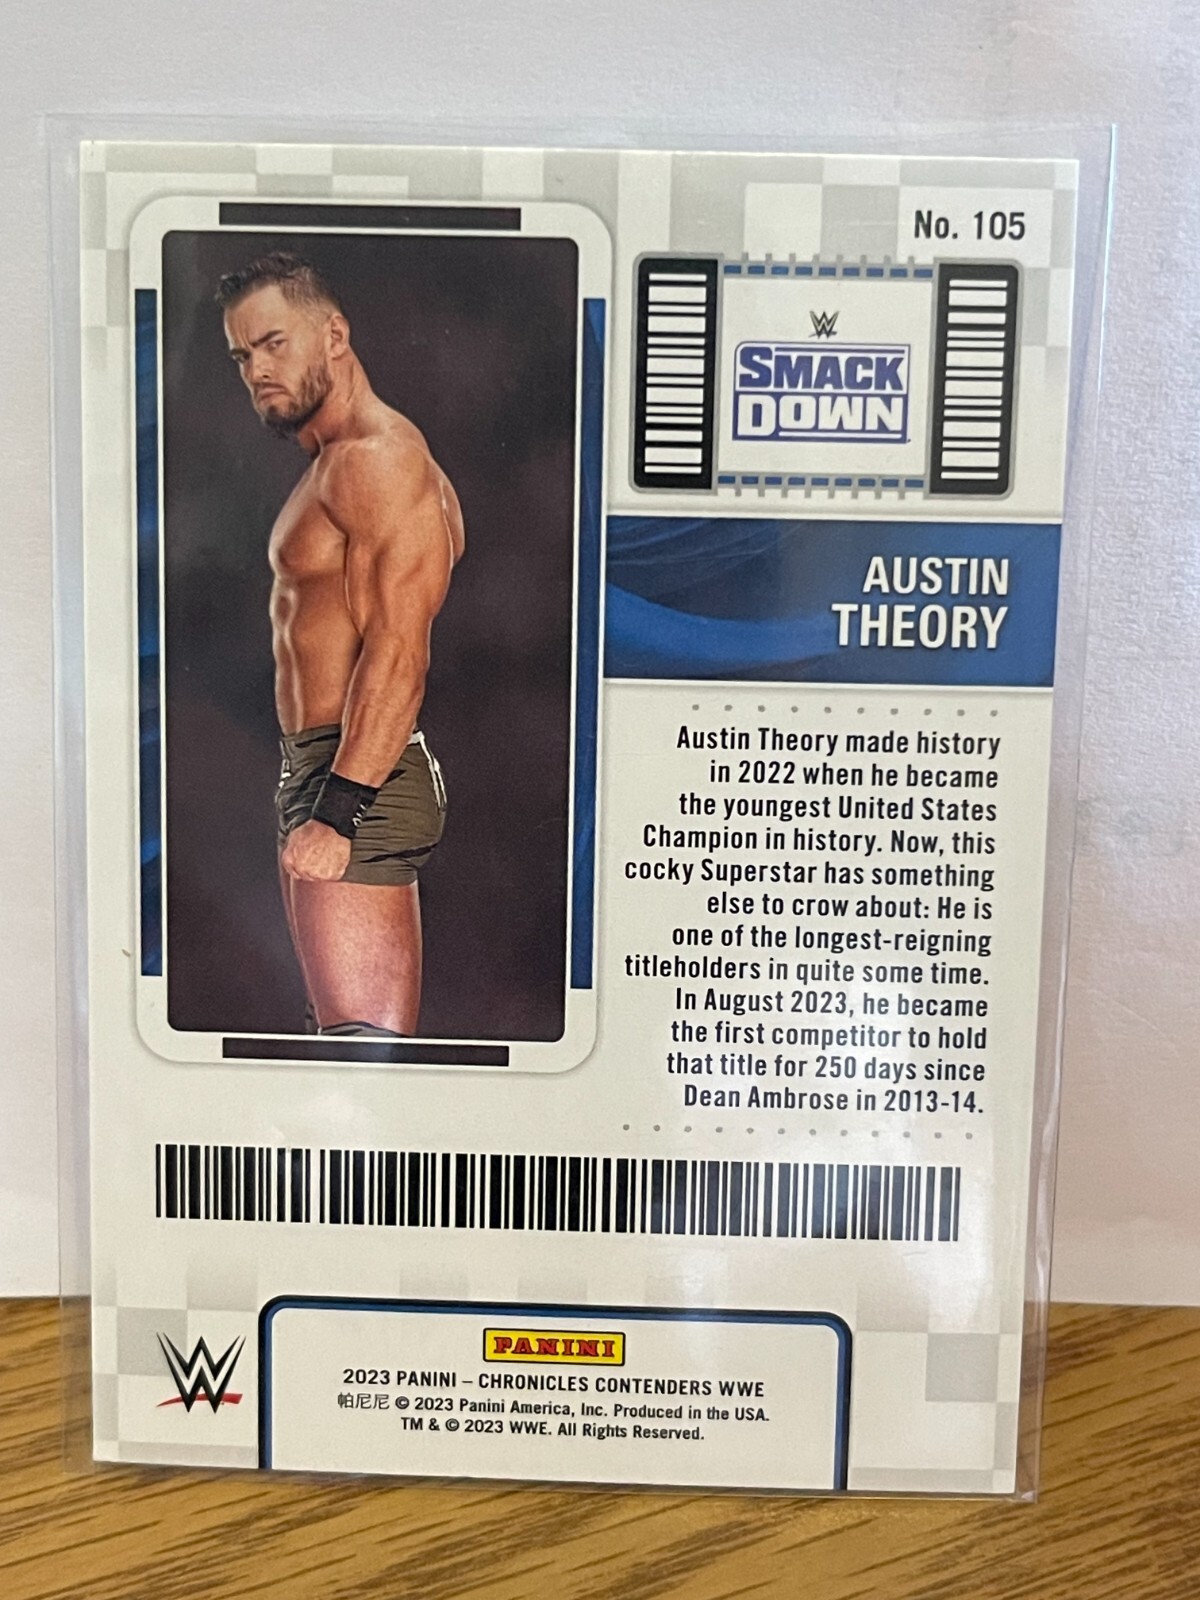 No. 105
W
SMACK
DOWN
AUSTIN
THEORY
Austin Theory made history
in 2022 when he became
the youngest United States
Champion in history. Now, this
cocky Superstar has something
else to crow about: He is
one of the longest-reigning
titleholders in quite some time.
In August 2023, he became
the first competitor to hold
that title for 250 days since
Dean Ambrose in 2013-14.
W
PANINI
2023 PANINI – CHRONICLES CONTENDERS WWE
帕尼尼 © 2023 Panini America, Inc. Produced in the USA.
TM & © 2023 WWE. All Rights Reserved.